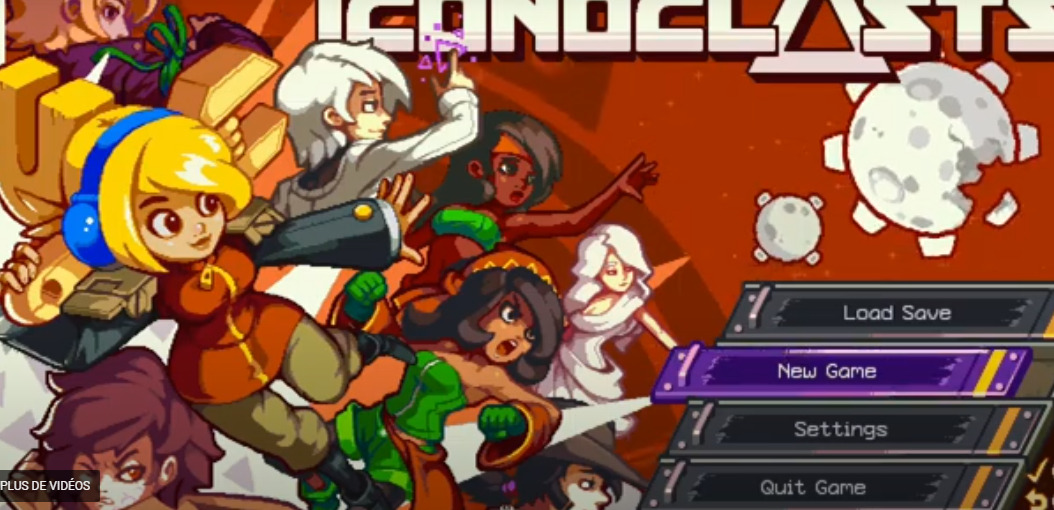 ICONOCLASTS
Load Save
New Game
Settings
Quit Game
PLUS DE VIDÉOS